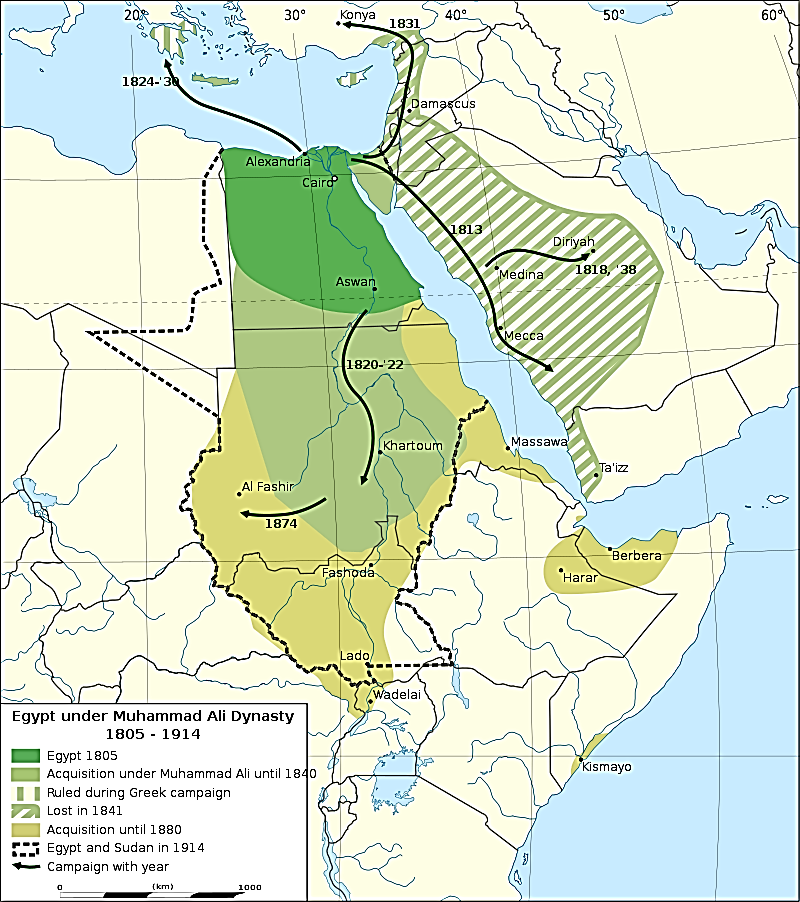 20°
30°
40°
50°
60°
Konya
1831
1824-'30
Damascus
Alexandria
Cairo
1813
Diriyah
1818, '38
Medina
Aswan
Mecca
1820-'22
Khartoum
Massawa
Ta'izz
Al Fashir
1874
Berbera
Fashoda
Harar
Lado
Wadelai
Kismayo
Egypt under Muhammad Ali Dynasty
1805 - 1914
Egypt 1805
Acquisition under Muhammad Ali until 1840
Ruled during Greek campaign
Lost in 1841
Acquisition until 1880
Egypt and Sudan in 1914
Campaign with year
0 (km) 1000